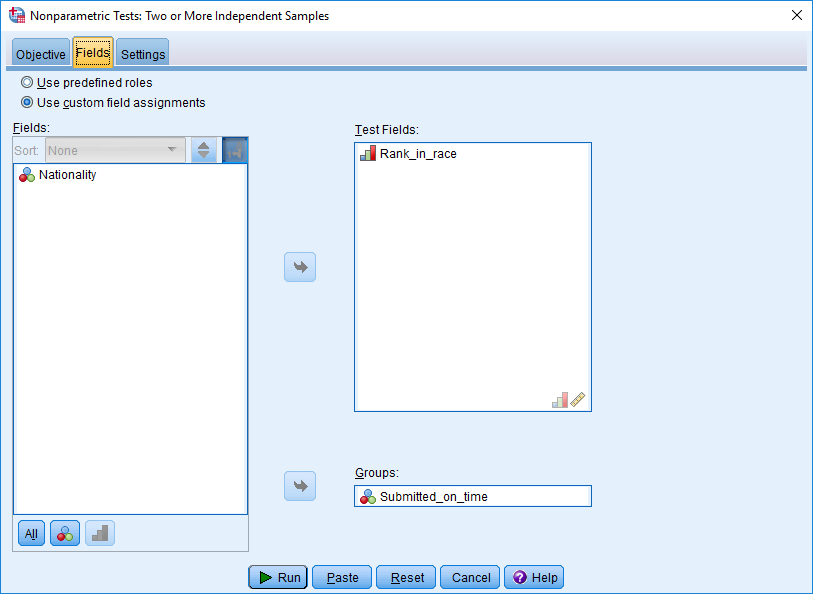 Nonparametric Tests: Two or More Independent Samples
Objective Fields Settings
Use predefined roles
Use custom field assignments
Fields:
Sort: None
Nationality
Test Fields:
Rank_in_race
Groups:
Submitted_on_time
All
Run Paste Reset Cancel Help